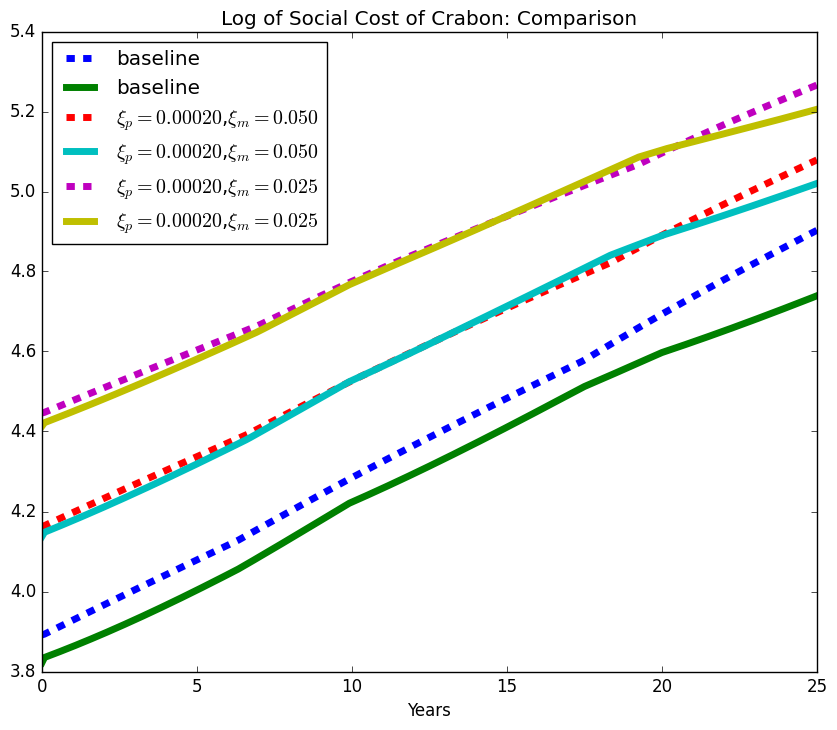 Log of Social Cost of Crabon: Comparison
5.4
5.2
5.0
4.8
4.6
4.4
4.2
4.0
3.8
baseline
baseline
ξp = 0.00020,ξm = 0.050
ξp = 0.00020,ξm = 0.050
ξp = 0.00020,ξm = 0.025
ξp = 0.00020,ξm = 0.025
0 5 10 15 20 25
Years